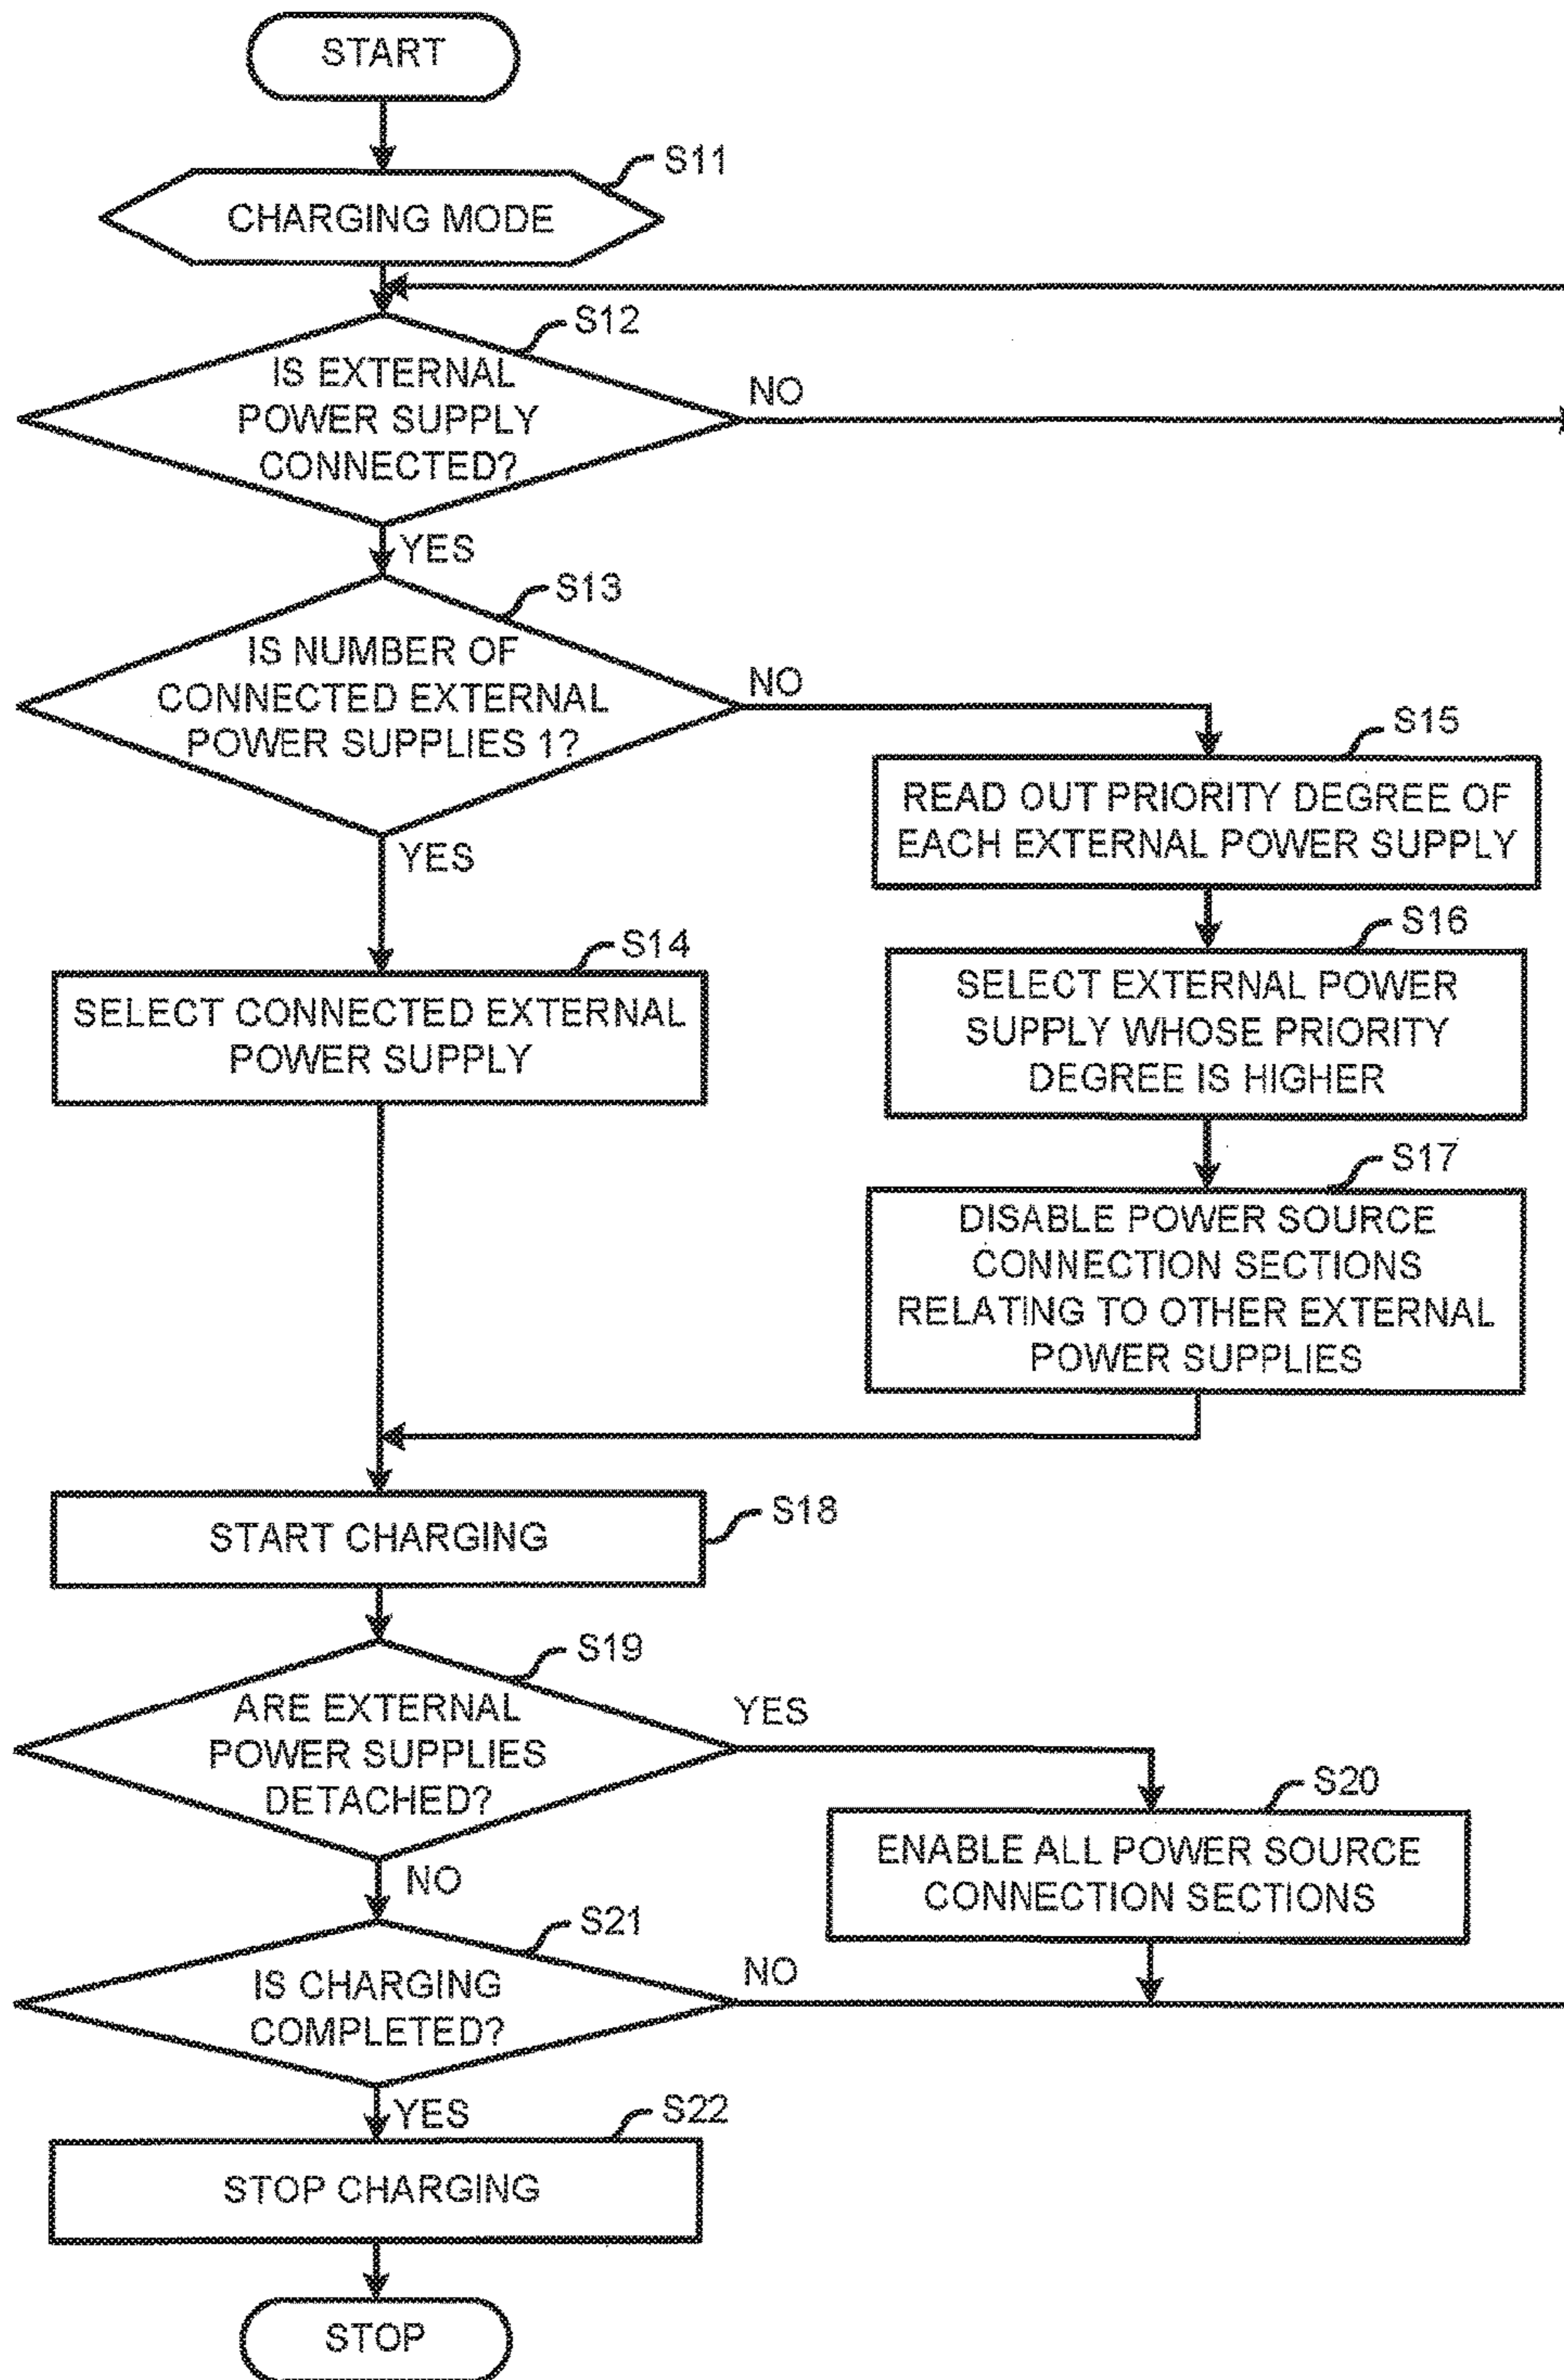 START
S11
CHARGING MODE
S12
IS EXTERNAL
POWER SUPPLY
CONNECTED?
NO
YES
S13
IS NUMBER OF
CONNECTED EXTERNAL
POWER SUPPLIES 1?
NO
YES
S15
READ OUT PRIORITY DEGREE OF
EACH EXTERNAL POWER SUPPLY
S14
SELECT CONNECTED EXTERNAL
POWER SUPPLY
S16
SELECT EXTERNAL POWER
SUPPLY WHOSE PRIORITY
DEGREE IS HIGHER
S17
DISABLE POWER SOURCE
CONNECTION SECTIONS
RELATING TO OTHER EXTERNAL
POWER SUPPLIES
S18
START CHARGING
S19
ARE EXTERNAL
POWER SUPPLIES
DETACHED?
YES
NO
S20
ENABLE ALL POWER SOURCE
CONNECTION SECTIONS
S21
IS CHARGING
COMPLETED?
NO
YES
S22
STOP CHARGING
STOP